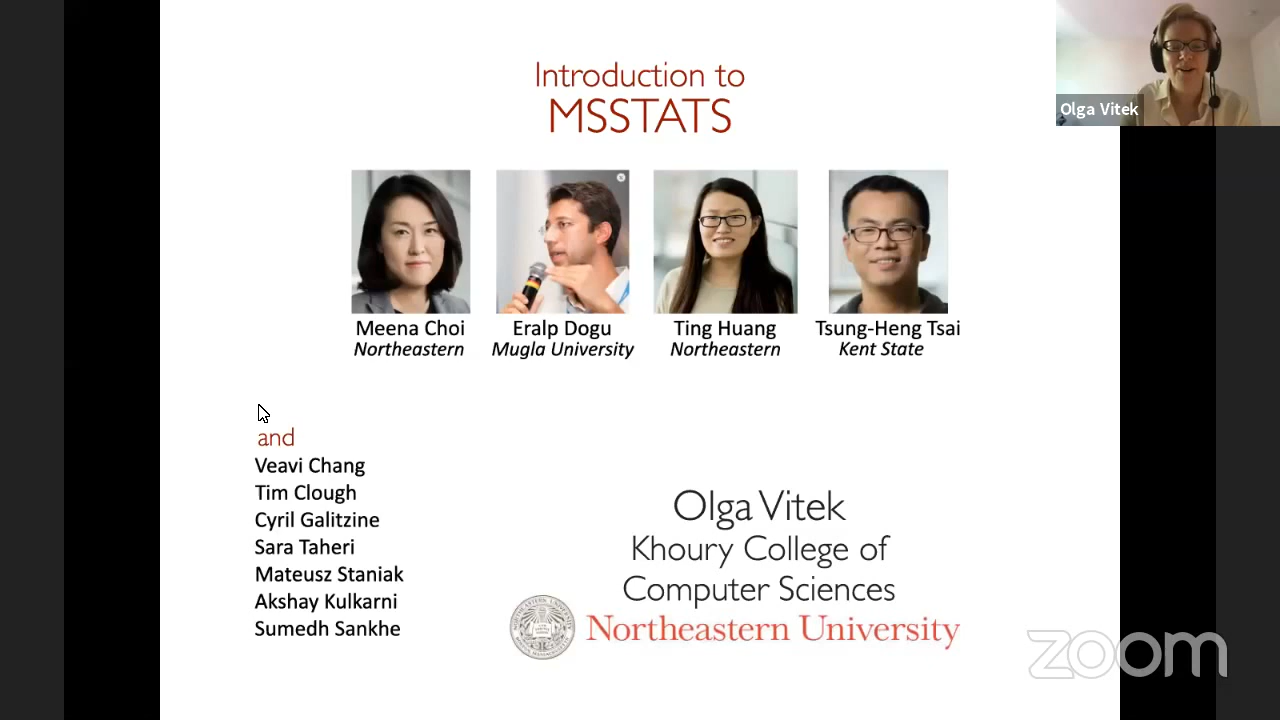 Introduction to
MSSTATS
Olga Vitek
Meena Choi
Northeastern
Eralp Dogu
Mugla University
Ting Huang
Northeastern
Tsung-Heng Tsai
Kent State
and
Veavi Chang
Tim Clough
Cyril Galitzine
Sara Taheri
Mateusz Staniak
Akshay Kulkarni
Sumedh Sankhe
Olga Vitek
Khoury College of
Computer Sciences
Northeastern University
zoom